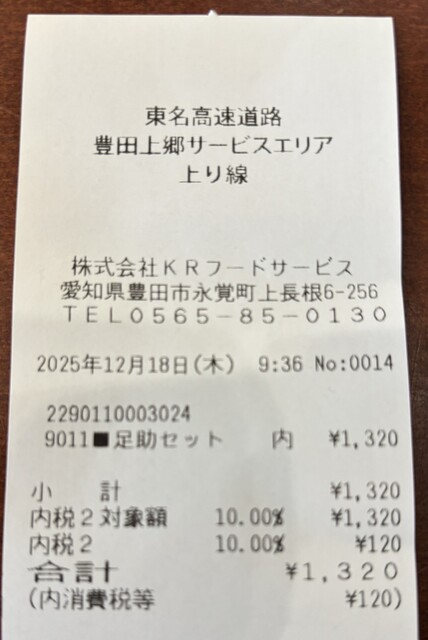 東名高速道路
豊田上郷サービスエリア
上り線
株式会社KRフードサービス
愛知県豊田市永覚町上長根6-256
TEL0565-85-0130
2025年12月18日(木) 9:36 No:0014
2290110003024
9011■足助セット 内 ¥1,320
小 計 ¥1,320
内税2対象額 10.00% ¥1,320
内税2 10.00% ¥120
合計 ¥1,320
(内消費税等 ¥120)